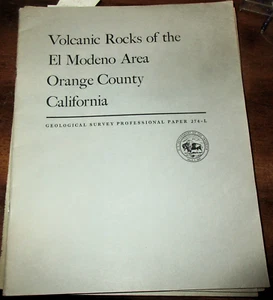 Volcanic Rocks of the
El Modeno Area
Orange County
California
GEOLOGICAL SURVEY PROFESSIONAL PAPER 274-L